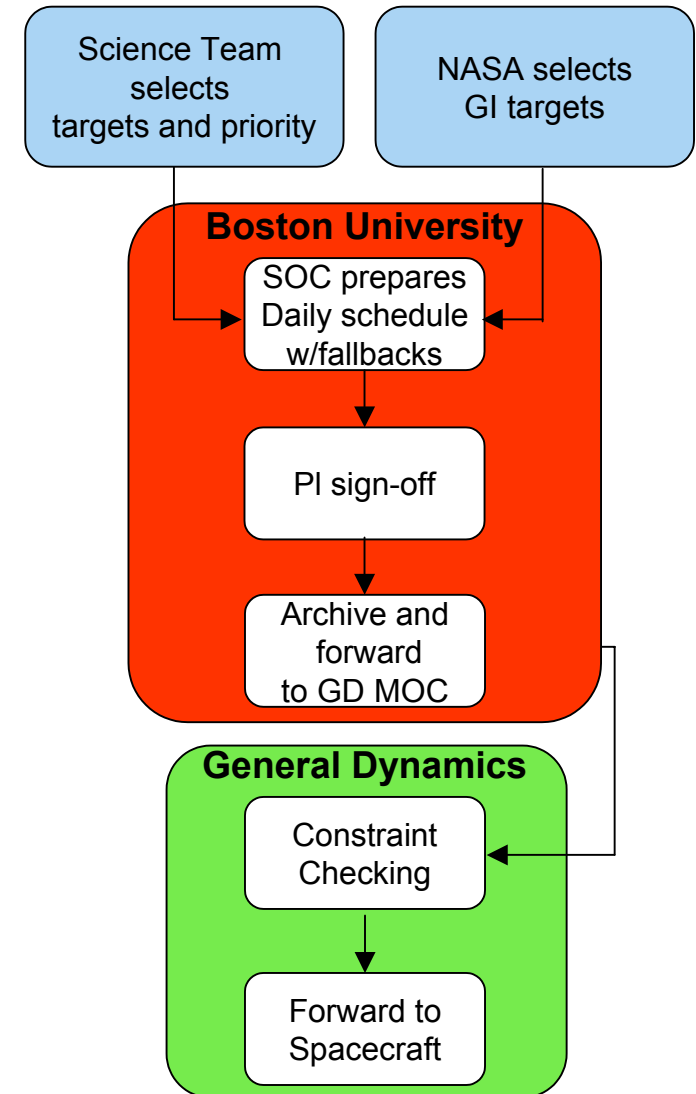 Science Team
selects
targets and priority
NASA selects
GI targets
Boston University
SOC prepares
Daily schedule
w/fallbacks
PI sign-off
Archive and
forward
to GD MOC
General Dynamics
Constraint
Checking
Forward to
Spacecraft